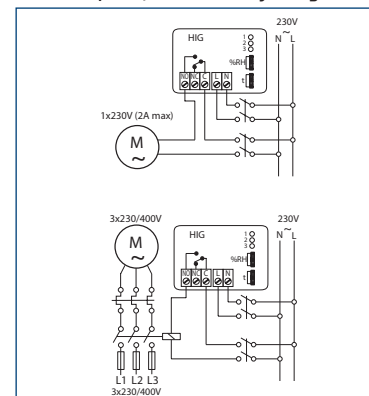 230V
~
N L
HIG
1
2
3
%RH
t
NO NC C L N
1x230V (2A max)
M
~
3x230/400V
M
~
230V
~
N L
HIG
1
2
3
%RH
t
NO NC C L N
L1 L2 L3
3x230/400V